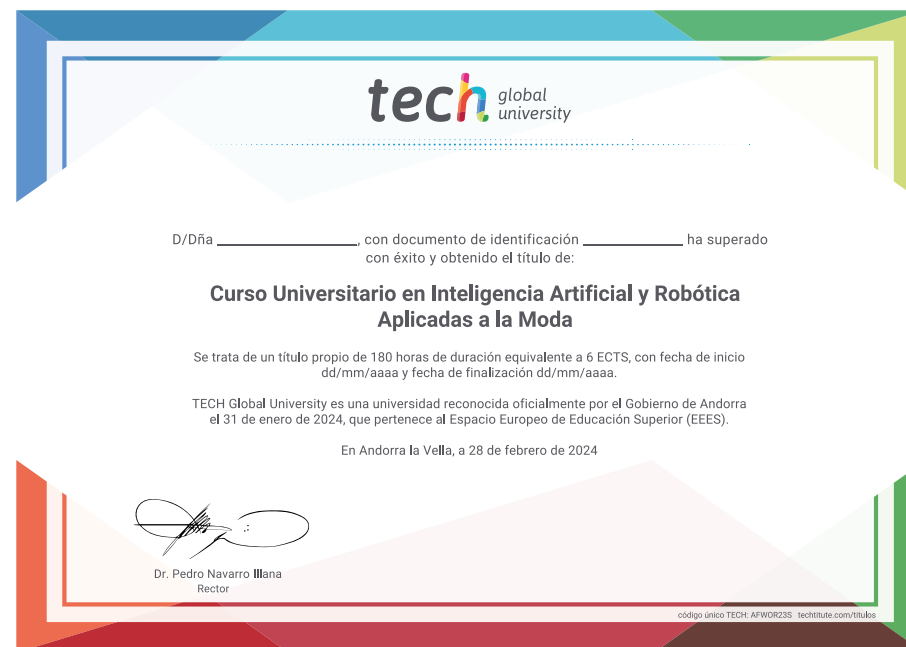 tech global university
D/Dña ____________________, con documento de identificación ______________ ha superado
con éxito y obtenido el título de:
Curso Universitario en Inteligencia Artificial y Robótica
Aplicadas a la Moda
Se trata de un título propio de 180 horas de duración equivalente a 6 ECTS, con fecha de inicio
dd/mm/aaaa y fecha de finalización dd/mm/aaaa.
TECH Global University es una universidad reconocida oficialmente por el Gobierno de Andorra
el 31 de enero de 2024, que pertenece al Espacio Europeo de Educación Superior (EEES).
En Andorra la Vella, a 28 de febrero de 2024
Dr. Pedro Navarro Illana
Rector
código único TECH: AFWOR23S techtitute.com/titulos